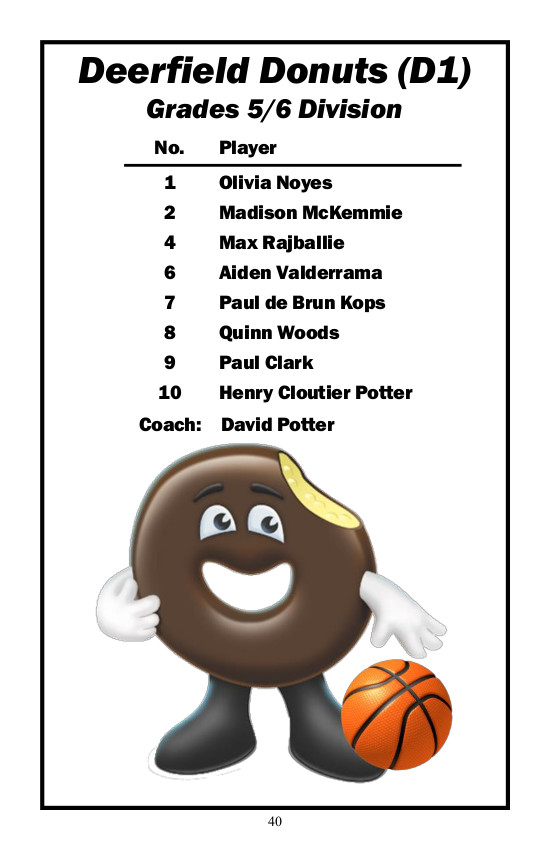 Deerfield Donuts (D1)
Grades 5/6 Division
No. Player
1 Olivia Noyes
2 Madison McKemmie
4 Max Rajballie
6 Aiden Valderrama
7 Paul de Brun Kops
8 Quinn Woods
9 Paul Clark
10 Henry Cloutier Potter
Coach: David Potter
40